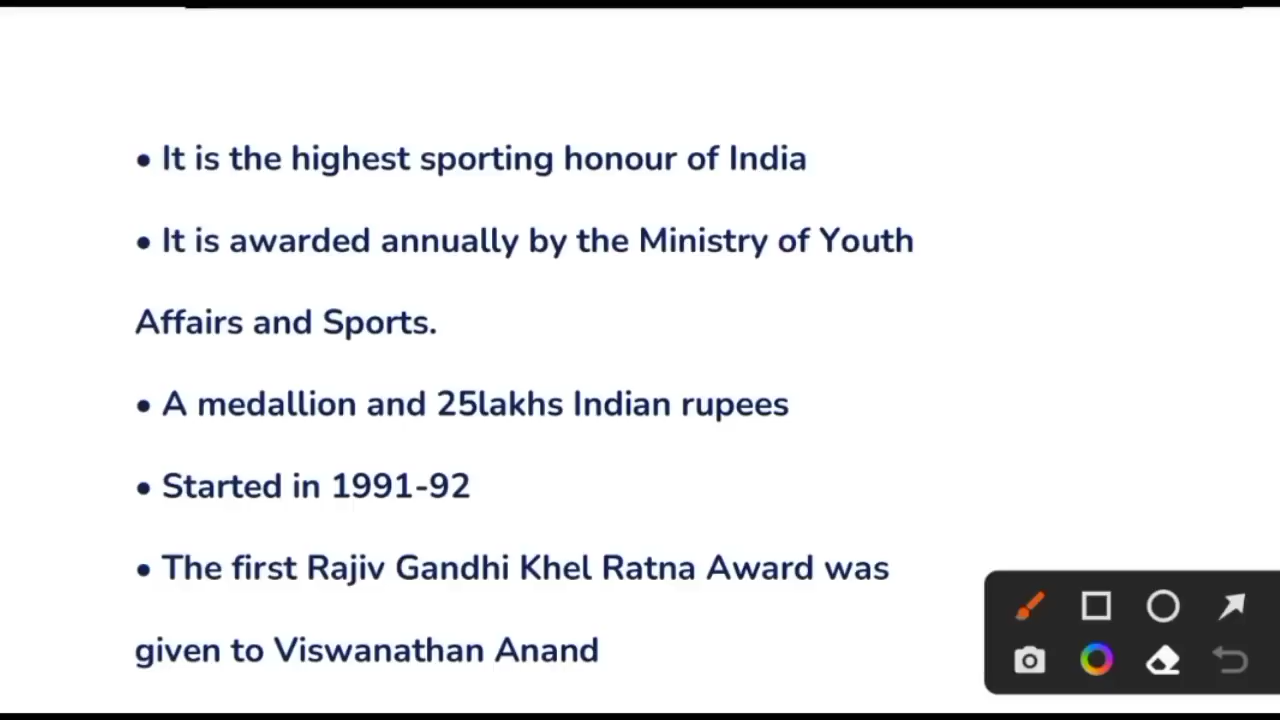 • It is the highest sporting honour of India
• It is awarded annually by the Ministry of Youth
Affairs and Sports.
• A medallion and 25lakhs Indian rupees
• Started in 1991-92
• The first Rajiv Gandhi Khel Ratna Award was
given to Viswanathan Anand